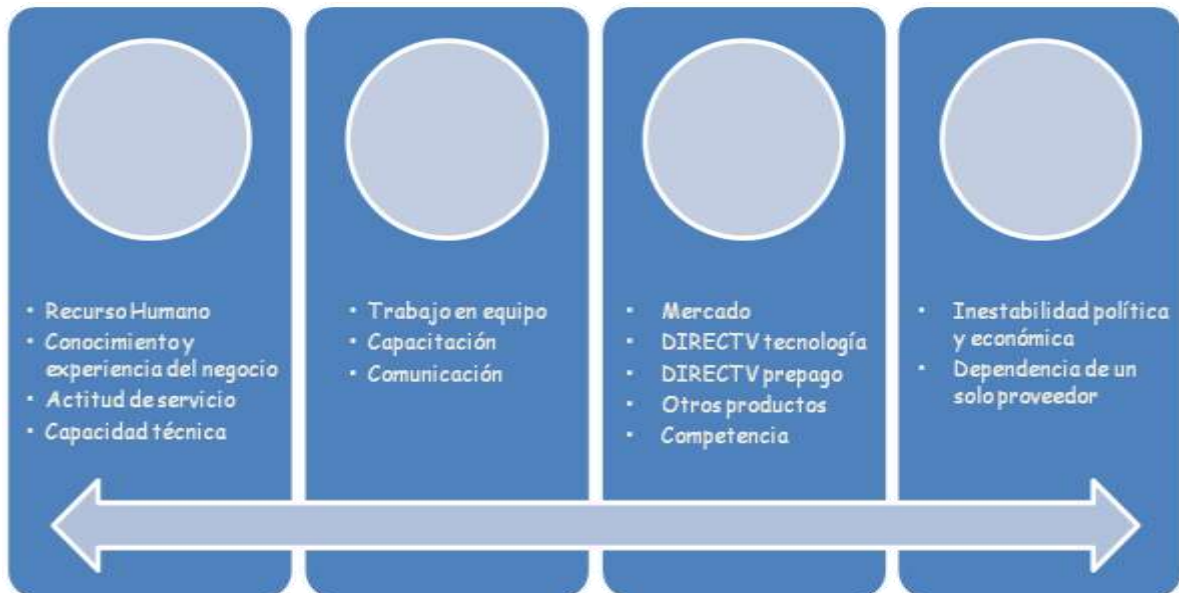 • Recurso Humano
• Conocimiento y
experiencia del negocio
• Actitud de servicio
• Capacidad técnica
• Trabajo en equipo
• Capacitación
• Comunicación
• Mercado
• DIRECTV tecnología
• DIRECTV prepago
• Otros productos
• Competencia
• Inestabilidad política
y económica
• Dependencia de un
solo proveedor